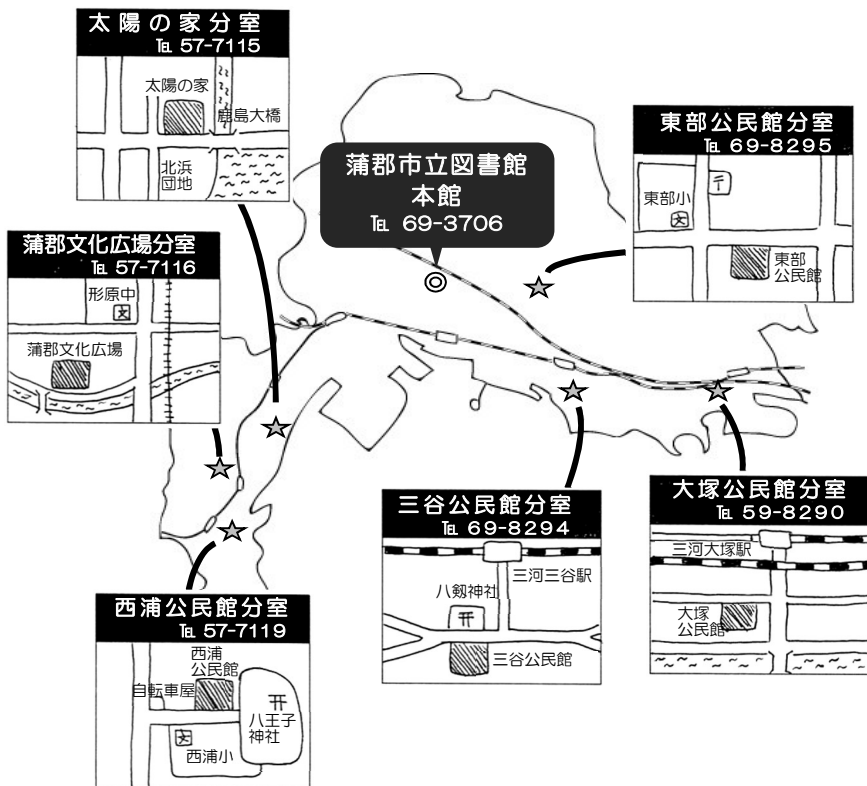 太陽の家分室
℡ 57-7115
太陽の家
鹿島大橋
北浜
団地
蒲郡市立図書館
本館
℡ 69-3706
東部公民館分室
℡ 69-8295
〒
東部小
文
東部
公民館
蒲郡文化広場分室
℡ 57-7116
形原中
文
蒲郡文化広場
三谷公民館分室
℡ 69-8294
三河三谷駅
八剱神社
三谷公民館
大塚公民館分室
℡ 59-8290
三河大塚駅
大塚
公民館
西浦公民館分室
℡ 57-7119
西浦
公民館
自転車屋
八王子
神社
文
西浦小